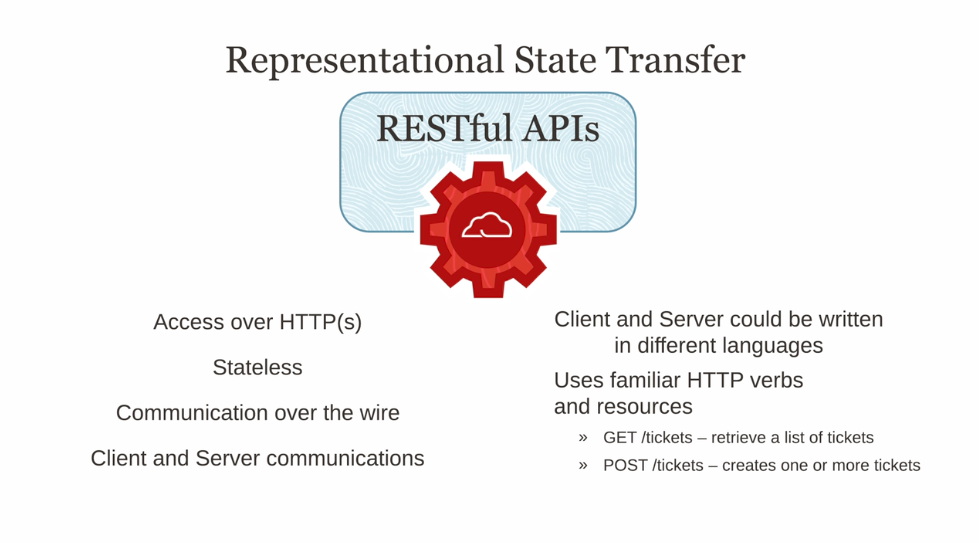 Representational State Transfer
RESTful APIs
Access over HTTP(s)
Stateless
Communication over the wire
Client and Server communications
Client and Server could be written
in different languages
Uses familiar HTTP verbs
and resources
» GET /tickets – retrieve a list of tickets
» POST /tickets – creates one or more tickets